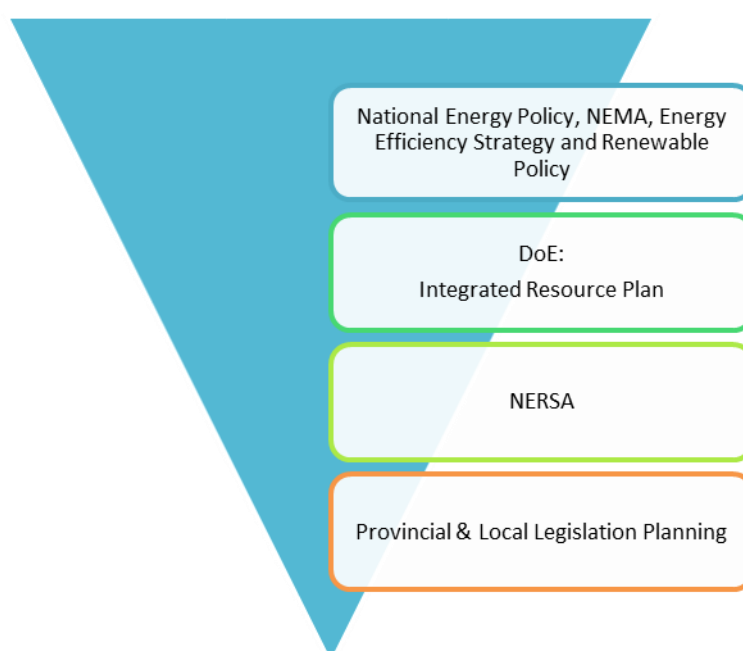 National Energy Policy, NEMA, Energy
Efficiency Strategy and Renewable
Policy
DoE:
Integrated Resource Plan
NERSA
Provincial & Local Legislation Planning